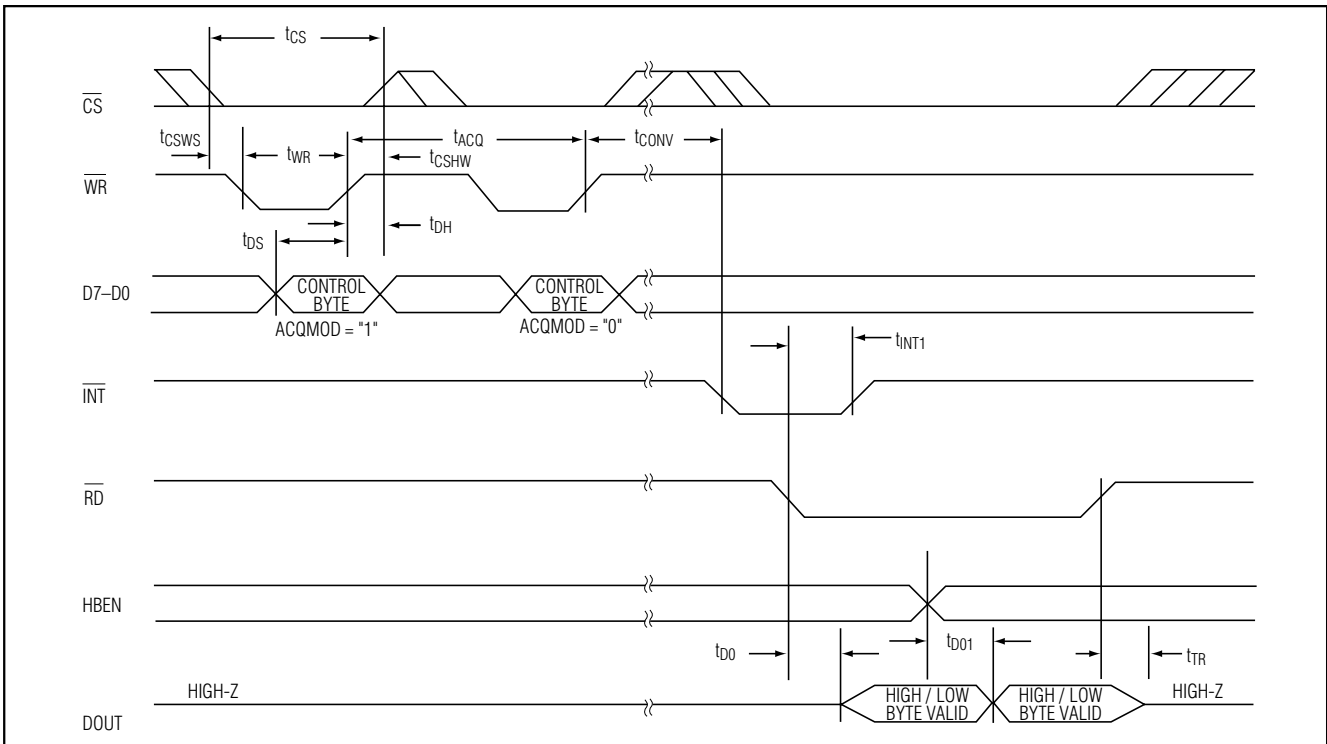 tCS
CS
tCSWS
tWR
tACQ
tCONV
tCSHW
WR
tDH
tDS
D7–D0
CONTROL
BYTE
CONTROL
BYTE
ACQMOD = "1"
ACQMOD = "0"
tINT1
INT
RD
HBEN
tD0
tD01
tTR
HIGH-Z
HIGH / LOW
BYTE VALID
HIGH / LOW
BYTE VALID
HIGH-Z
DOUT